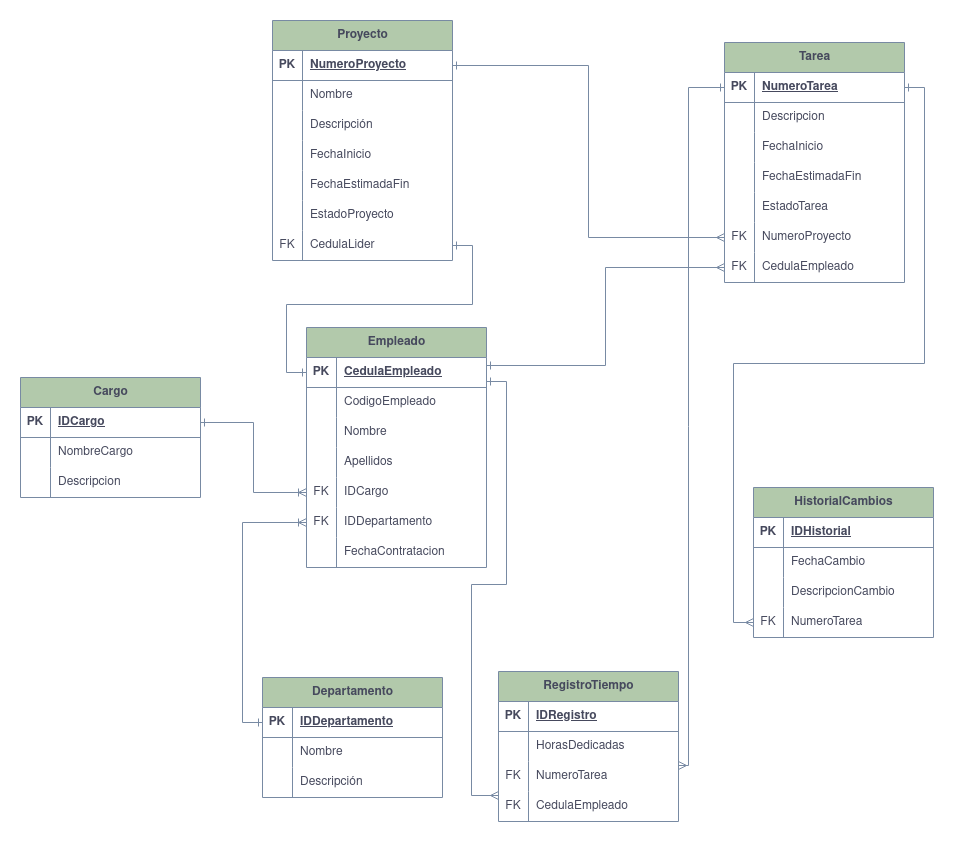 Proyecto
PK NumeroProyecto
Nombre
Descripción
FechaInicio
FechaEstimadaFin
EstadoProyecto
FK CedulaLider
Tarea
PK NumeroTarea
Descripcion
FechaInicio
FechaEstimadaFin
EstadoTarea
FK NumeroProyecto
FK CedulaEmpleado
Empleado
PK CedulaEmpleado
CodigoEmpleado
Nombre
Apellidos
FK IDCargo
FK IDDepartamento
FechaContratacion
Cargo
PK IDCargo
NombreCargo
Descripcion
HistorialCambios
PK IDHistorial
FechaCambio
DescripcionCambio
FK NumeroTarea
Departamento
PK IDDepartamento
Nombre
Descripción
RegistroTiempo
PK IDRegistro
HorasDedicadas
FK NumeroTarea
FK CedulaEmpleado